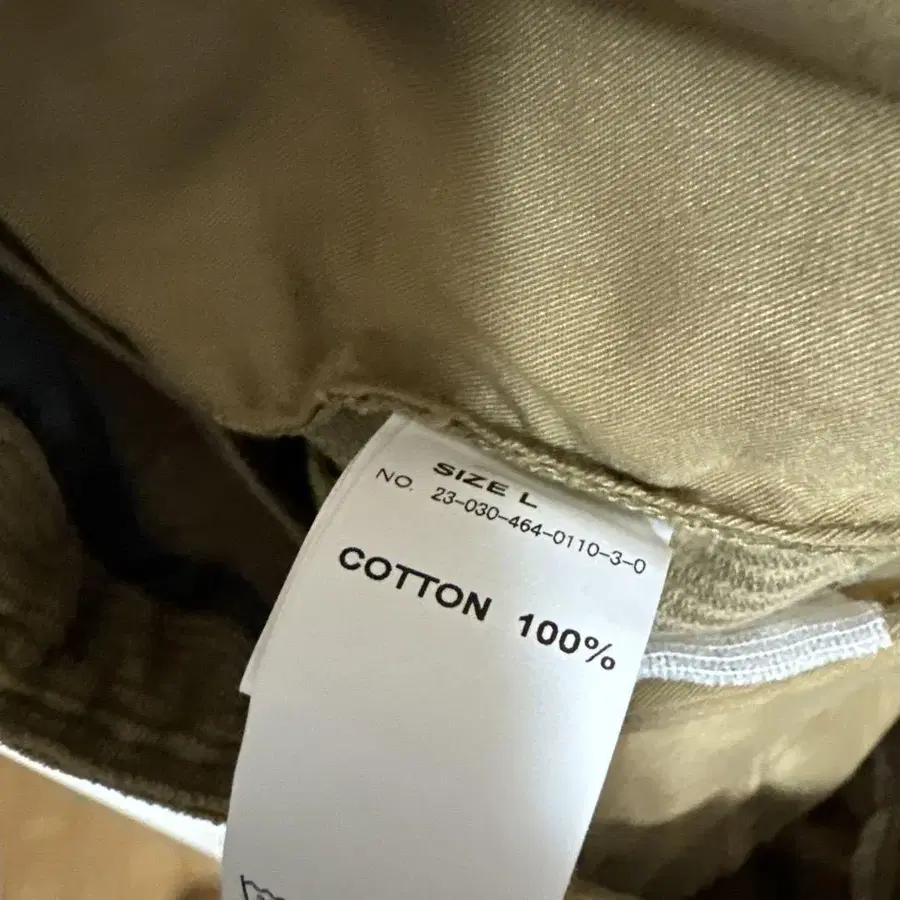 SIZE L
NO. 23-030-464-0110-3-0
COTTON 100%